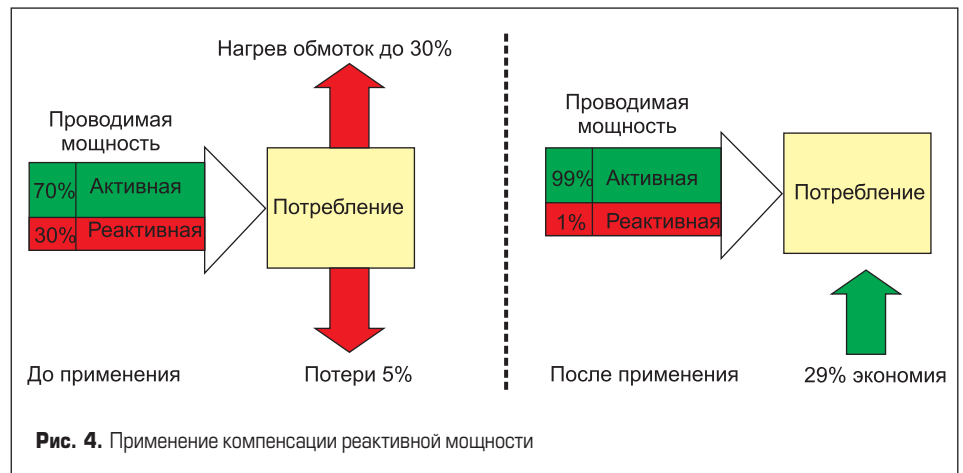 Нагрев обмоток до 30%
Проводимая
мощность
70% Активная
30% Реактивная
Потребление
До применения
Потери 5%
Проводимая
мощность
99% Активная
1% Реактивная
Потребление
После применения
29% экономия
Рис. 4. Применение компенсации реактивной мощности